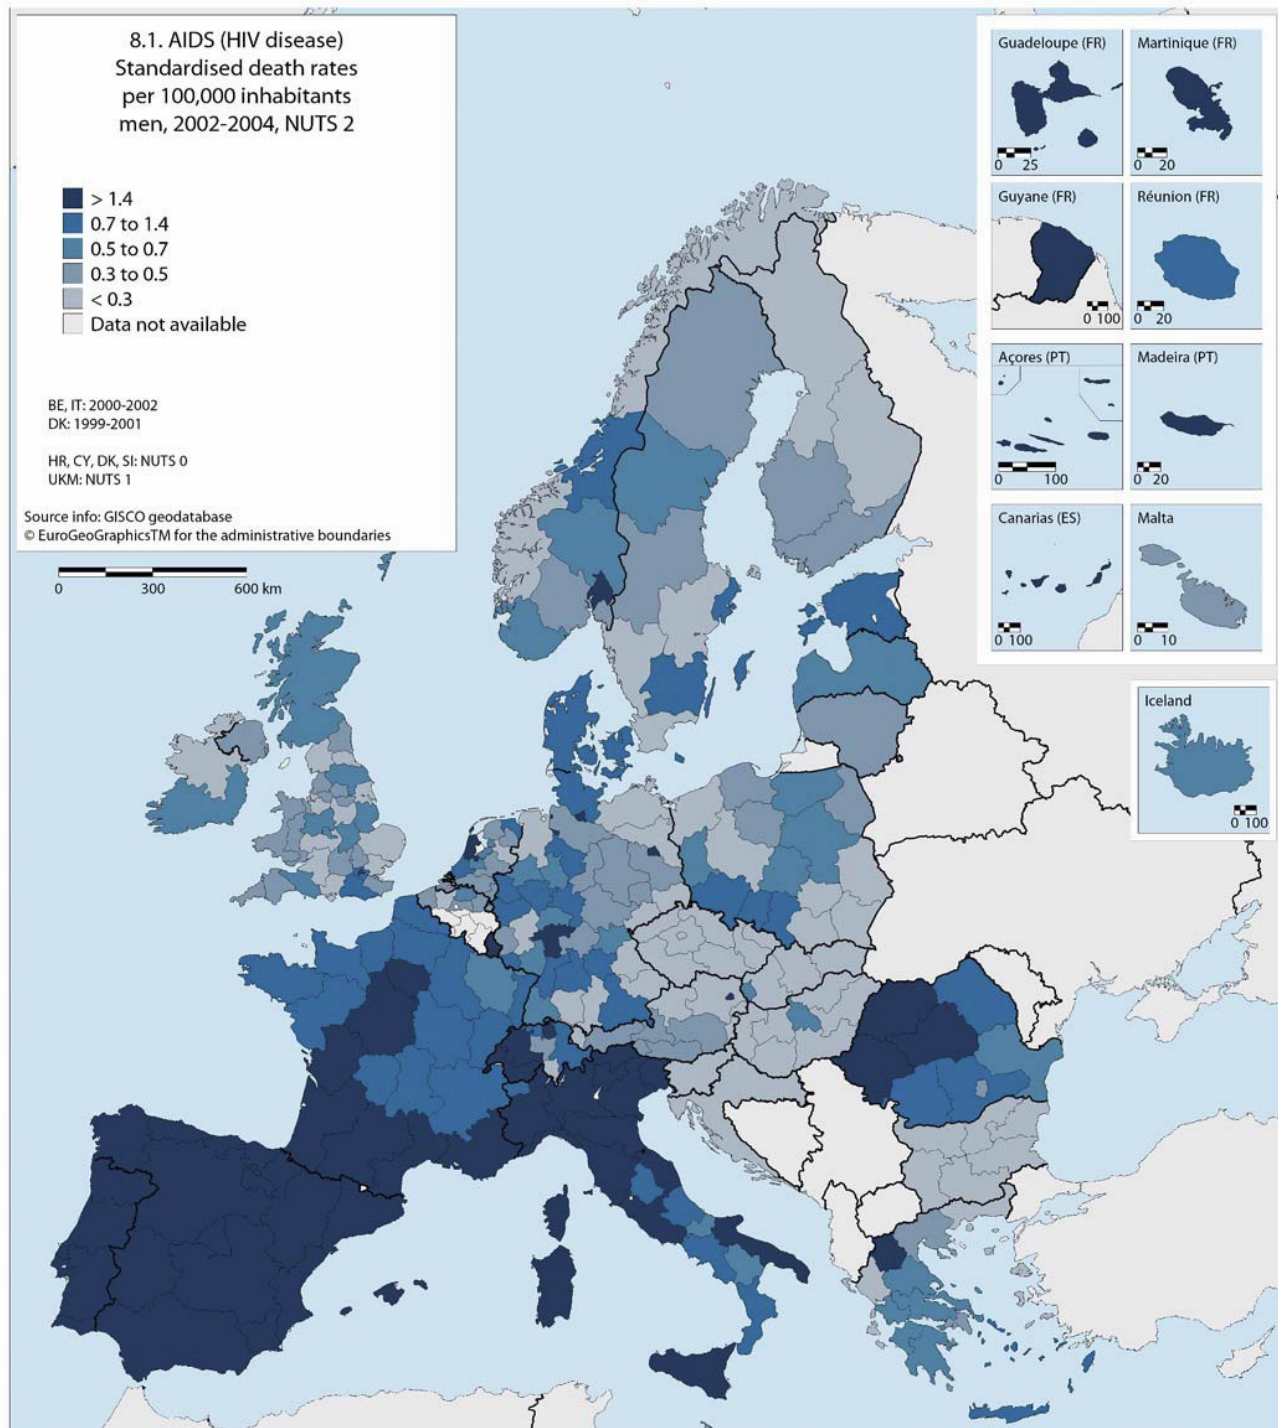 8.1. AIDS (HIV disease)
Standardised death rates
per 100,000 inhabitants
men, 2002-2004, NUTS 2
> 1.4
0.7 to 1.4
0.5 to 0.7
0.3 to 0.5
< 0.3
Data not available
BE, IT: 2000-2002
DK: 1999-2001
HR, CY, DK, SI: NUTS 0
UKM: NUTS 1
Source info: GISCO geodatabase
© EuroGeoGraphicsTM for the administrative boundaries
0 300 600 km
Guadeloupe (FR)
0 25
Martinique (FR)
0 20
Guyane (FR)
0 100
Réunion (FR)
0 20
Açores (PT)
0 100
Madeira (PT)
0 20
Canarias (ES)
0 100
Malta
0 10
Iceland
0 100